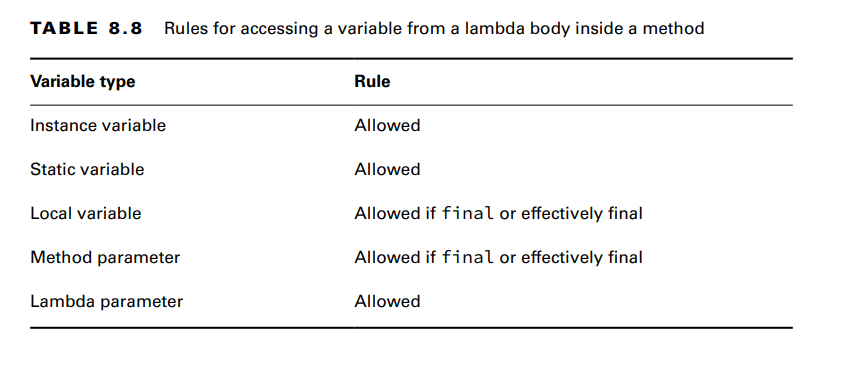 TABLE 8.8 Rules for accessing a variable from a lambda body inside a method
Variable type Rule
Instance variable Allowed
Static variable Allowed
Local variable Allowed if final or effectively final
Method parameter Allowed if final or effectively final
Lambda parameter Allowed